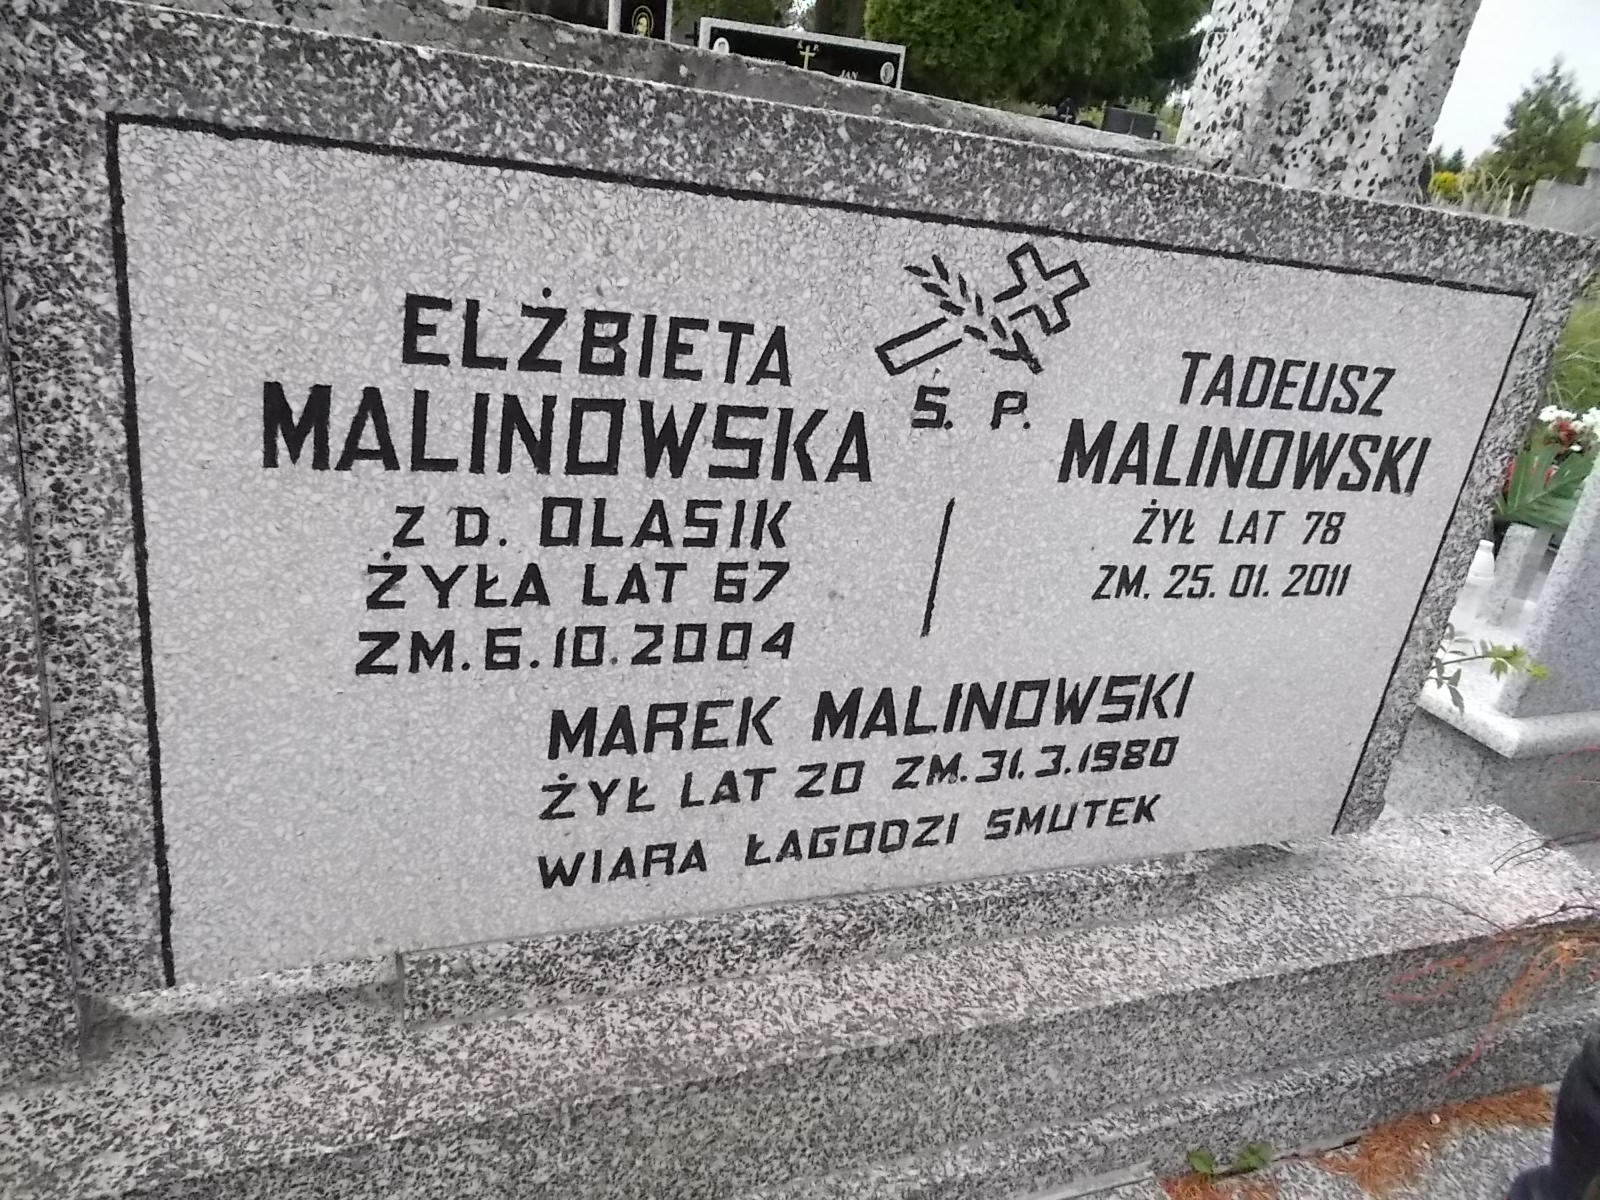 Ś. P.
ELŻBIETA
MALINOWSKA
Z D. OLASIK
ŻYŁA LAT 67
ZM. 6. 10. 2004
TADEUSZ
MALINOWSKI
ŻYŁ LAT 78
ZM. 25. 01. 2011
MAREK MALINOWSKI
ŻYŁ LAT 20 ZM. 31. 3. 1980
WIARA ŁAGODZI SMUTEK
JAN